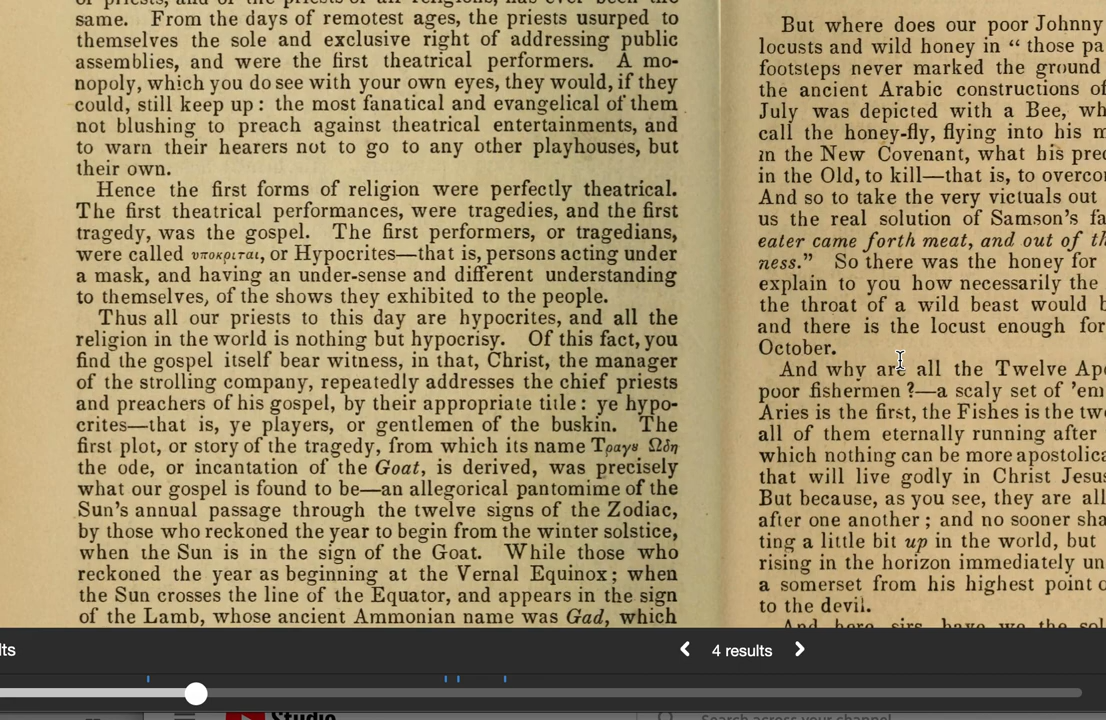 same. From the days of remotest ages, the priests usurped to
themselves the sole and exclusive right of addressing public
assemblies, and were the first theatrical performers. A mo-
nopoly, which you do see with your own eyes, they would, if they
could, still keep up: the most fanatical and evangelical of them
not blushing to preach against theatrical entertainments, and
to warn their hearers not to go to any other playhouses, but
their own.
Hence the first forms of religion were perfectly theatrical.
The first theatrical performances, were tragedies, and the first
tragedy, was the gospel. The first performers, or tragedians,
were called υποκριται, or Hypocrites—that is, persons acting under
a mask, and having an under-sense and different understanding
to themselves, of the shows they exhibited to the people.
Thus all our priests to this day are hypocrites, and all the
religion in the world is nothing but hypocrisy. Of this fact, you
find the gospel itself bear witness, in that, Christ, the manager
of the strolling company, repeatedly addresses the chief priests
and preachers of his gospel, by their appropriate title: ye hypo-
crites—that is, ye players, or gentlemen of the buskin. The
first plot, or story of the tragedy, from which its name Τραγȣ Ωδη
the ode, or incantation of the Goat, is derived, was precisely
what our gospel is found to be—an allegorical pantomime of the
Sun's annual passage through the twelve signs of the Zodiac,
by those who reckoned the year to begin from the winter solstice,
when the Sun is in the sign of the Goat. While those who
reckoned the year as beginning at the Vernal Equinox; when
the Sun crosses the line of the Equator, and appears in the sign
of the Lamb, whose ancient Ammonian name was Gad, which
But where does our poor Johnny
locusts and wild honey in “ those pa
footsteps never marked the ground
the ancient Arabic constructions of
July was depicted with a Bee, wh
call the honey-fly, flying into his m
in the New Covenant, what his pred
in the Old, to kill—that is, to overcom
And so to take the very victuals out
us the real solution of Samson's fa
eater came forth meat, and out of th
ness.” So there was the honey for
explain to you how necessarily the
the throat of a wild beast would b
and there is the locust enough for
October.
And why are all the Twelve Apo
poor fishermen?—a scaly set of 'em
Aries is the first, the Fishes is the tw
all of them eternally running after
which nothing can be more apostolica
that will live godly in Christ Jesus
But because, as you see, they are all
after one another; and no sooner sha
ting a little bit up in the world, but
rising in the horizon immediately un
a somerset from his highest point o
to the devil.
And here, sirs, have we the sol
lts
4 results
Studio
Search across your channel